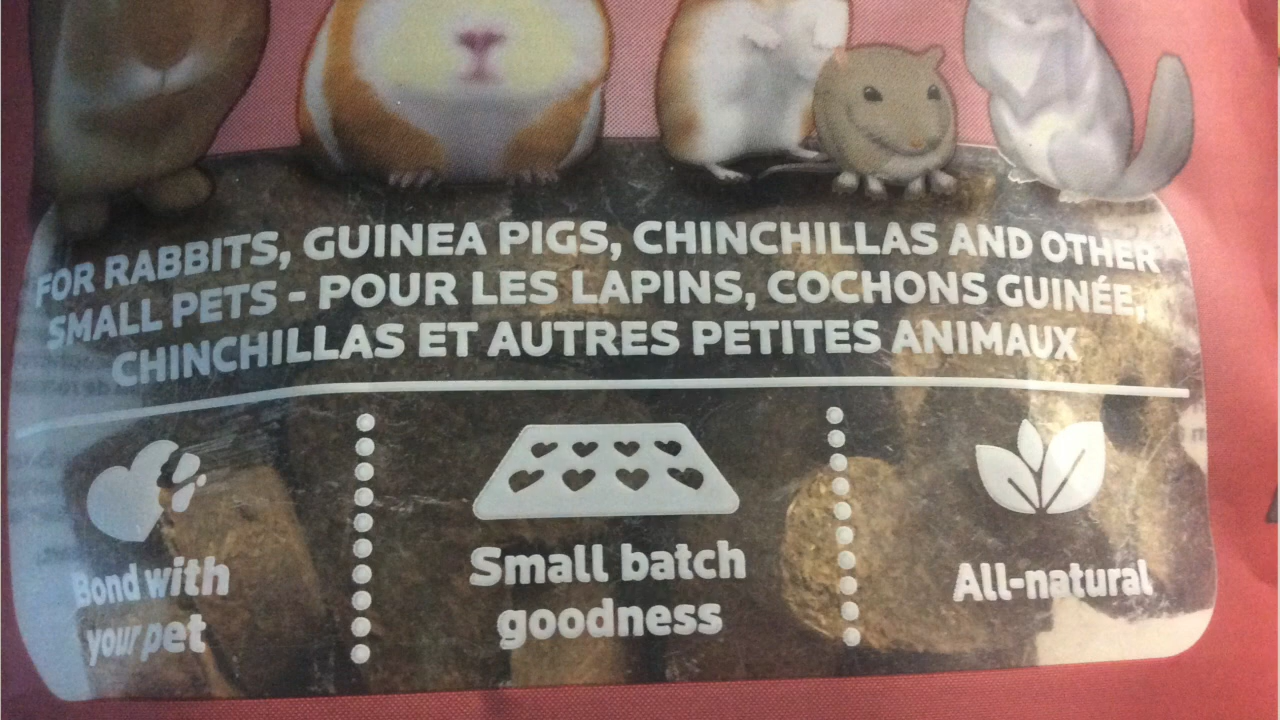 FOR RABBITS, GUINEA PIGS, CHINCHILLAS AND OTHER
SMALL PETS - POUR LES LAPINS, COCHONS GUINÉE,
CHINCHILLAS ET AUTRES PETITES ANIMAUX
Bond with
your pet
Small batch
goodness
All-natural